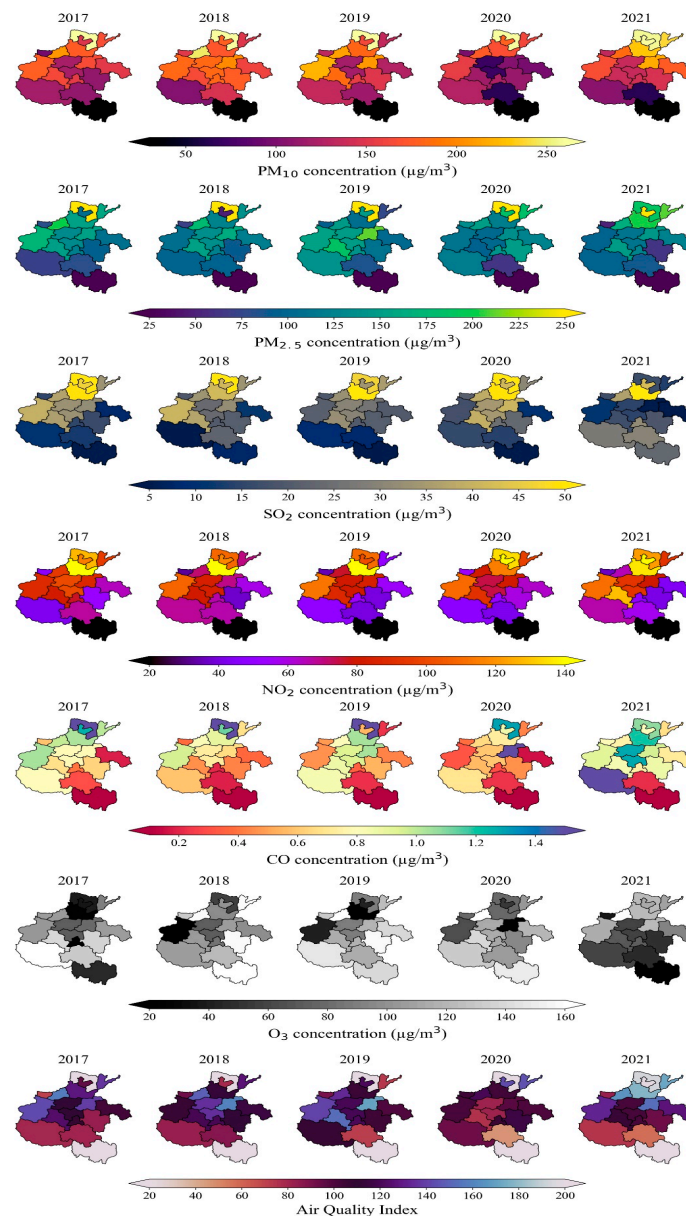 2017 2018 2019 2020 2021
50 100 150 200 250
PM₁₀ concentration (µg/m³)
2017 2018 2019 2020 2021
25 50 75 100 125 150 175 200 225 250
PM₂.₅ concentration (µg/m³)
2017 2018 2019 2020 2021
5 10 15 20 25 30 35 40 45 50
SO₂ concentration (µg/m³)
2017 2018 2019 2020 2021
20 40 60 80 100 120 140
NO₂ concentration (µg/m³)
2017 2018 2019 2020 2021
0.2 0.4 0.6 0.8 1.0 1.2 1.4
CO concentration (µg/m³)
2017 2018 2019 2020 2021
20 40 60 80 100 120 140 160
O₃ concentration (µg/m³)
2017 2018 2019 2020 2021
20 40 60 80 100 120 140 160 180 200
Air Quality Index